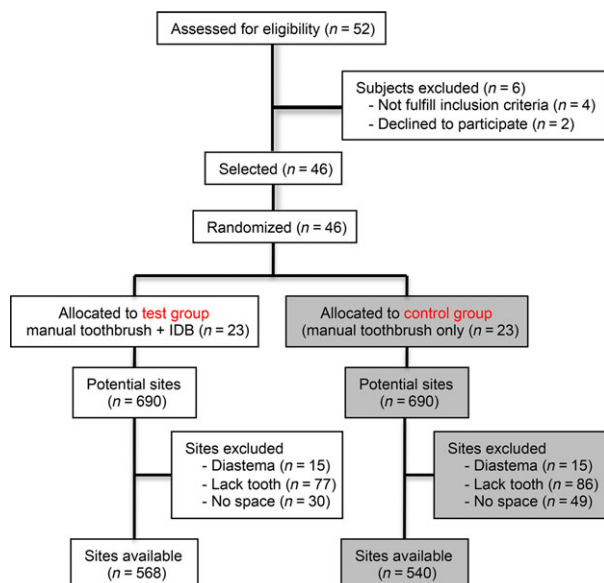 Assessed for eligibility (n = 52)
Subjects excluded (n = 6)
- Not fulfill inclusion criteria (n = 4)
- Declined to participate (n = 2)
Selected (n = 46)
Randomized (n = 46)
Allocated to test group
manual toothbrush + IDB (n = 23)
Allocated to control group
(manual toothbrush only (n = 23)
Potential sites
(n = 690)
Potential sites
(n = 690)
Sites excluded
- Diastema (n = 15)
- Lack tooth (n = 77)
- No space (n = 30)
Sites excluded
- Diastema (n = 15)
- Lack tooth (n = 86)
- No space (n = 49)
Sites available
(n = 568)
Sites available
(n = 540)